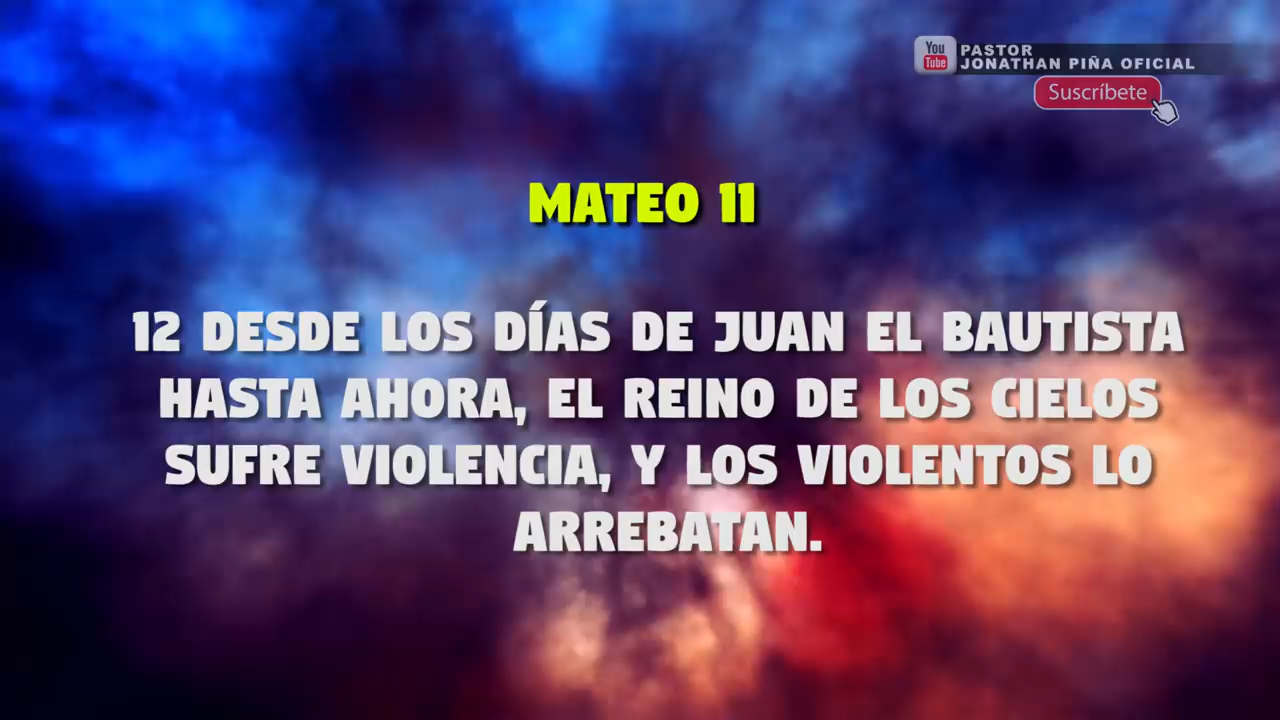 You
Tube
PASTOR
JONATHAN PIÑA OFICIAL
Suscríbete
MATEO 11
12 DESDE LOS DÍAS DE JUAN EL BAUTISTA
HASTA AHORA, EL REINO DE LOS CIELOS
SUFRE VIOLENCIA, Y LOS VIOLENTOS LO
ARREBATAN.